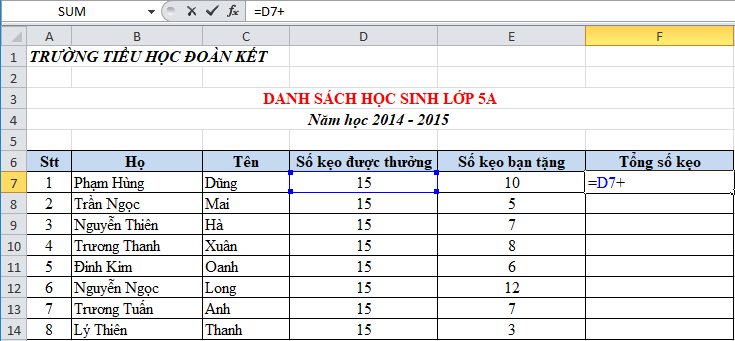 SUM fx =D7+
A B C D E F
1 TRƯỜNG TIỂU HỌC ĐOÀN KẾT
2
3 DANH SÁCH HỌC SINH LỚP 5A
4 Năm học 2014 - 2015
5
6 Stt Họ Tên Số kẹo được thưởng Số kẹo bạn tặng Tổng số kẹo
7 1 Phạm Hùng Dũng 15 10 =D7+
8 2 Trần Ngọc Mai 15 5
9 3 Nguyễn Thiên Hà 15 7
10 4 Trương Thanh Xuân 15 8
11 5 Đinh Kim Oanh 15 6
12 6 Nguyễn Ngọc Long 15 12
13 7 Trương Tuấn Anh 15 7
14 8 Lý Thiên Thanh 15 3